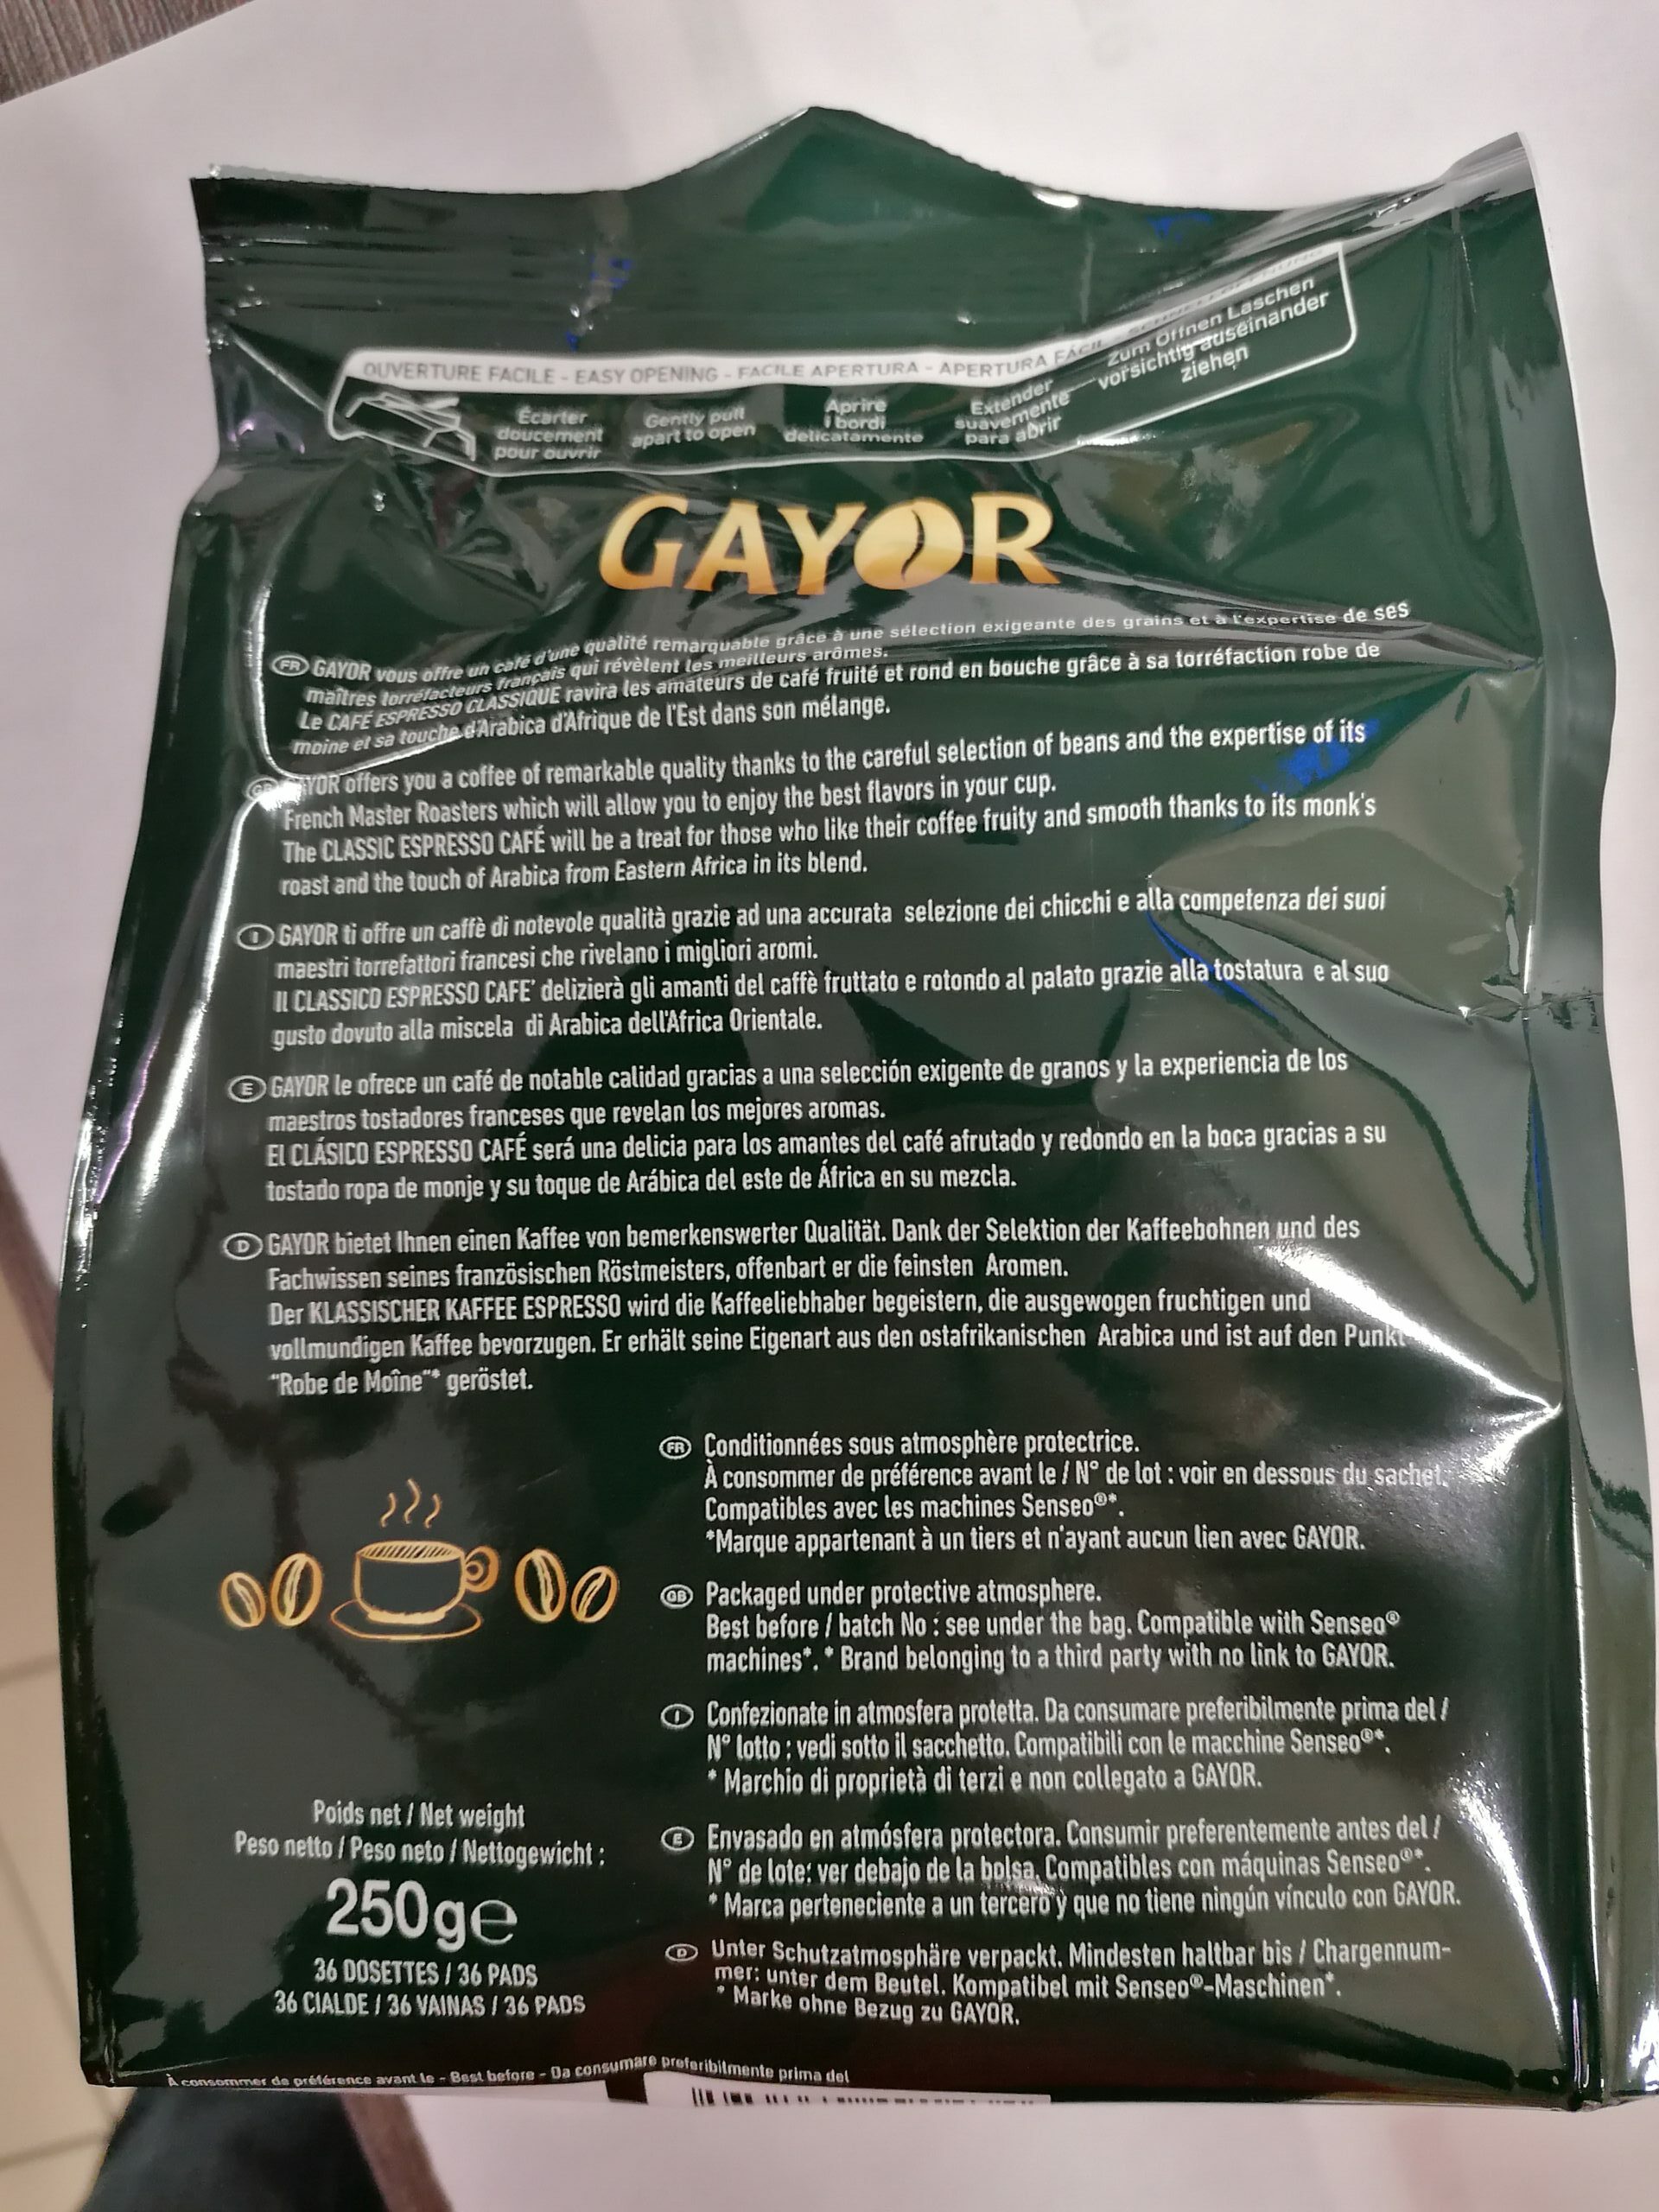 OUVERTURE FACILE - EASY OPENING - FACILE APERTURA - APERTURA FÁCIL
Écarter
doucement
pour ouvrir
Gently pull
apart to open
Aprire
i bordi
delicatamente
Extender
suavemente
para abrir
Zum Öffnen Laschen
vorsichtig auseinander
ziehen
GAYOR
FR GAYOR vous offre un café d'une qualité remarquable grâce à une sélection exigeante des grains et à l'expertise de ses
maîtres torréfacteurs français qui révèlent les meilleurs arômes.
Le CAFÉ ESPRESSO CLASSIQUE ravira les amateurs de café fruité et rond en bouche grâce à sa torréfaction robe de
moine et sa touche d'Arabica d'Afrique de l'Est dans son mélange.
GB GAYOR offers you a coffee of remarkable quality thanks to the careful selection of beans and the expertise of its
French Master Roasters which will allow you to enjoy the best flavors in your cup.
The CLASSIC ESPRESSO CAFÉ will be a treat for those who like their coffee fruity and smooth thanks to its monk's
roast and the touch of Arabica from Eastern Africa in its blend.
I GAYOR ti offre un caffè di notevole qualità grazie ad una accurata selezione dei chicchi e alla competenza dei suoi
maestri torrefattori francesi che rivelano i migliori aromi.
Il CLASSICO ESPRESSO CAFE' delizierà gli amanti del caffè fruttato e rotondo al palato grazie alla tostatura e al suo
gusto dovuto alla miscela di Arabica dell'Africa Orientale.
E GAYOR le ofrece un café de notable calidad gracias a una selección exigente de granos y la experiencia de los
maestros tostadores franceses que revelan los mejores aromas.
El CLÁSICO ESPRESSO CAFÉ será una delicia para los amantes del café afrutado y redondo en la boca gracias a su
tostado ropa de monje y su toque de Arábica del este de África en su mezcla.
D GAYOR bietet Ihnen einen Kaffee von bemerkenswerter Qualität. Dank der Selektion der Kaffeebohnen und des
Fachwissen seines französischen Röstmeisters, offenbart er die feinsten Aromen.
Der KLASSISCHER KAFFEE ESPRESSO wird die Kaffeeliebhaber begeistern, die ausgewogen fruchtigen und
vollmundigen Kaffee bevorzugen. Er erhält seine Eigenart aus den ostafrikanischen Arabica und ist auf den Punkt
"Robe de Moîne"* geröstet.
FR Conditionnées sous atmosphère protectrice.
À consommer de préférence avant le / N° de lot : voir en dessous du sachet.
Compatibles avec les machines Senseo®*.
*Marque appartenant à un tiers et n'ayant aucun lien avec GAYOR.
GB Packaged under protective atmosphere.
Best before / batch No : see under the bag. Compatible with Senseo®
machines*. * Brand belonging to a third party with no link to GAYOR.
I Confezionate in atmosfera protetta. Da consumare preferibilmente prima del /
N° lotto : vedi sotto il sacchetto. Compatibili con le macchine Senseo®*.
* Marchio di proprietà di terzi e non collegato a GAYOR.
E Envasado en atmósfera protectora. Consumir preferentemente antes del /
N° de lote: ver debajo de la bolsa. Compatibles con máquinas Senseo®*.
* Marca perteneciente a un tercero y que no tiene ningún vínculo con GAYOR.
D Unter Schutzatmosphäre verpackt. Mindesten haltbar bis / Chargennum-
mer: unter dem Beutel. Kompatibel mit Senseo®-Maschinen*.
* Marke ohne Bezug zu GAYOR.
Poids net / Net weight
Peso netto / Peso neto / Nettogewicht :
250g℮
36 DOSETTES / 36 PADS
36 CIALDE / 36 VAINAS / 36 PADS
À consommer de préférence avant le - Best before - Da consumare preferibilmente prima del